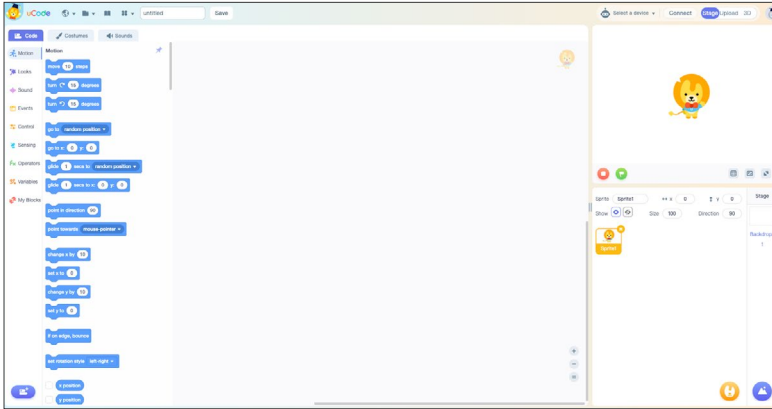 uCode untitled Save Select a device Connect Stage Upload 3D
Code Costumes Sounds
Motion
Looks
Sound
Events
Control
Sensing
Operators
Variables
My Blocks
Motion
move 10 steps
turn 15 degrees
turn 15 degrees
go to random position
go to x: 0 y: 0
glide 1 secs to random position
glide 1 secs to x: 0 y: 0
point in direction 90
point towards mouse-pointer
change x by 10
set x to 0
change y by 10
set y to 0
if on edge, bounce
set rotation style left-right
x position
y position
Sprite Sprite1 x 0 y 0
Show Size 100 Direction 90
Sprite1
Stage
Backdrop
1